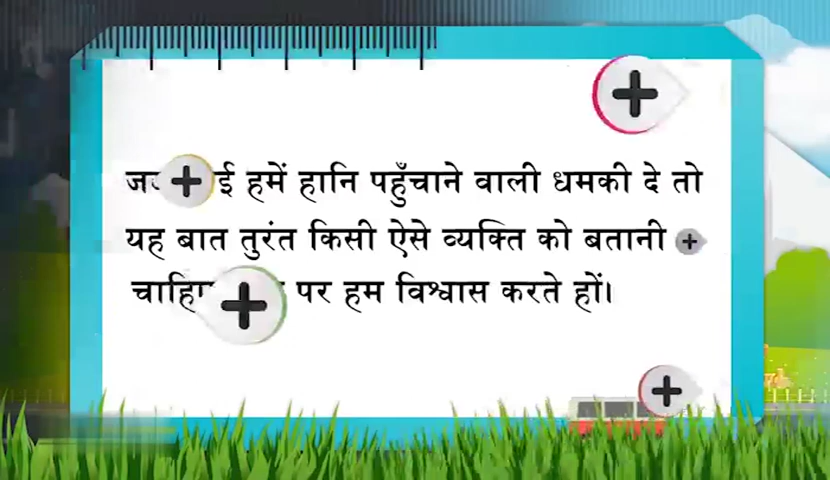 हमें हानि पहुँचाने वाली धमकी दे तो
यह बात तुरंत किसी ऐसे व्यक्ति को बतानी
पर हम विश्वास करते हों।